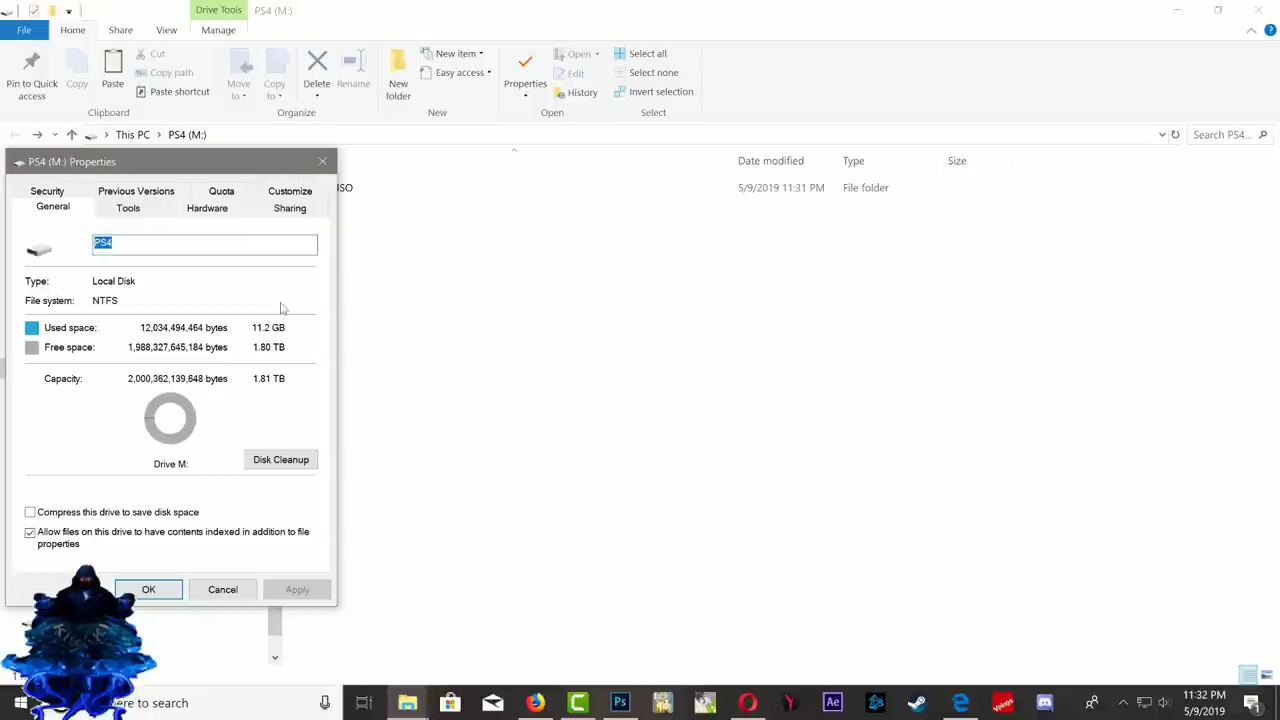 Drive Tools PS4 (M:)
File Home Share View Manage
Pin to Quick access
Copy
Paste
Cut
Copy path
Paste shortcut
Clipboard
Move to
Copy to
Delete
Rename
Organize
New folder
New item
Easy access
New
Properties
Open
Edit
History
Open
Select all
Select none
Invert selection
Select
This PC > PS4 (M:)
Search PS4...
Date modified Type Size
ISO 5/9/2019 11:31 PM File folder
PS4 (M:) Properties
Security Previous Versions Quota Customize
General Tools Hardware Sharing
PS4
Type: Local Disk
File system: NTFS
Used space: 12,034,494,464 bytes 11.2 GB
Free space: 1,988,327,645,184 bytes 1.80 TB
Capacity: 2,000,362,139,648 bytes 1.81 TB
Drive M:
Disk Cleanup
Compress this drive to save disk space
Allow files on this drive to have contents indexed in addition to file
properties
OK Cancel Apply
here to search
Ps
Ae
11:32 PM
5/9/2019